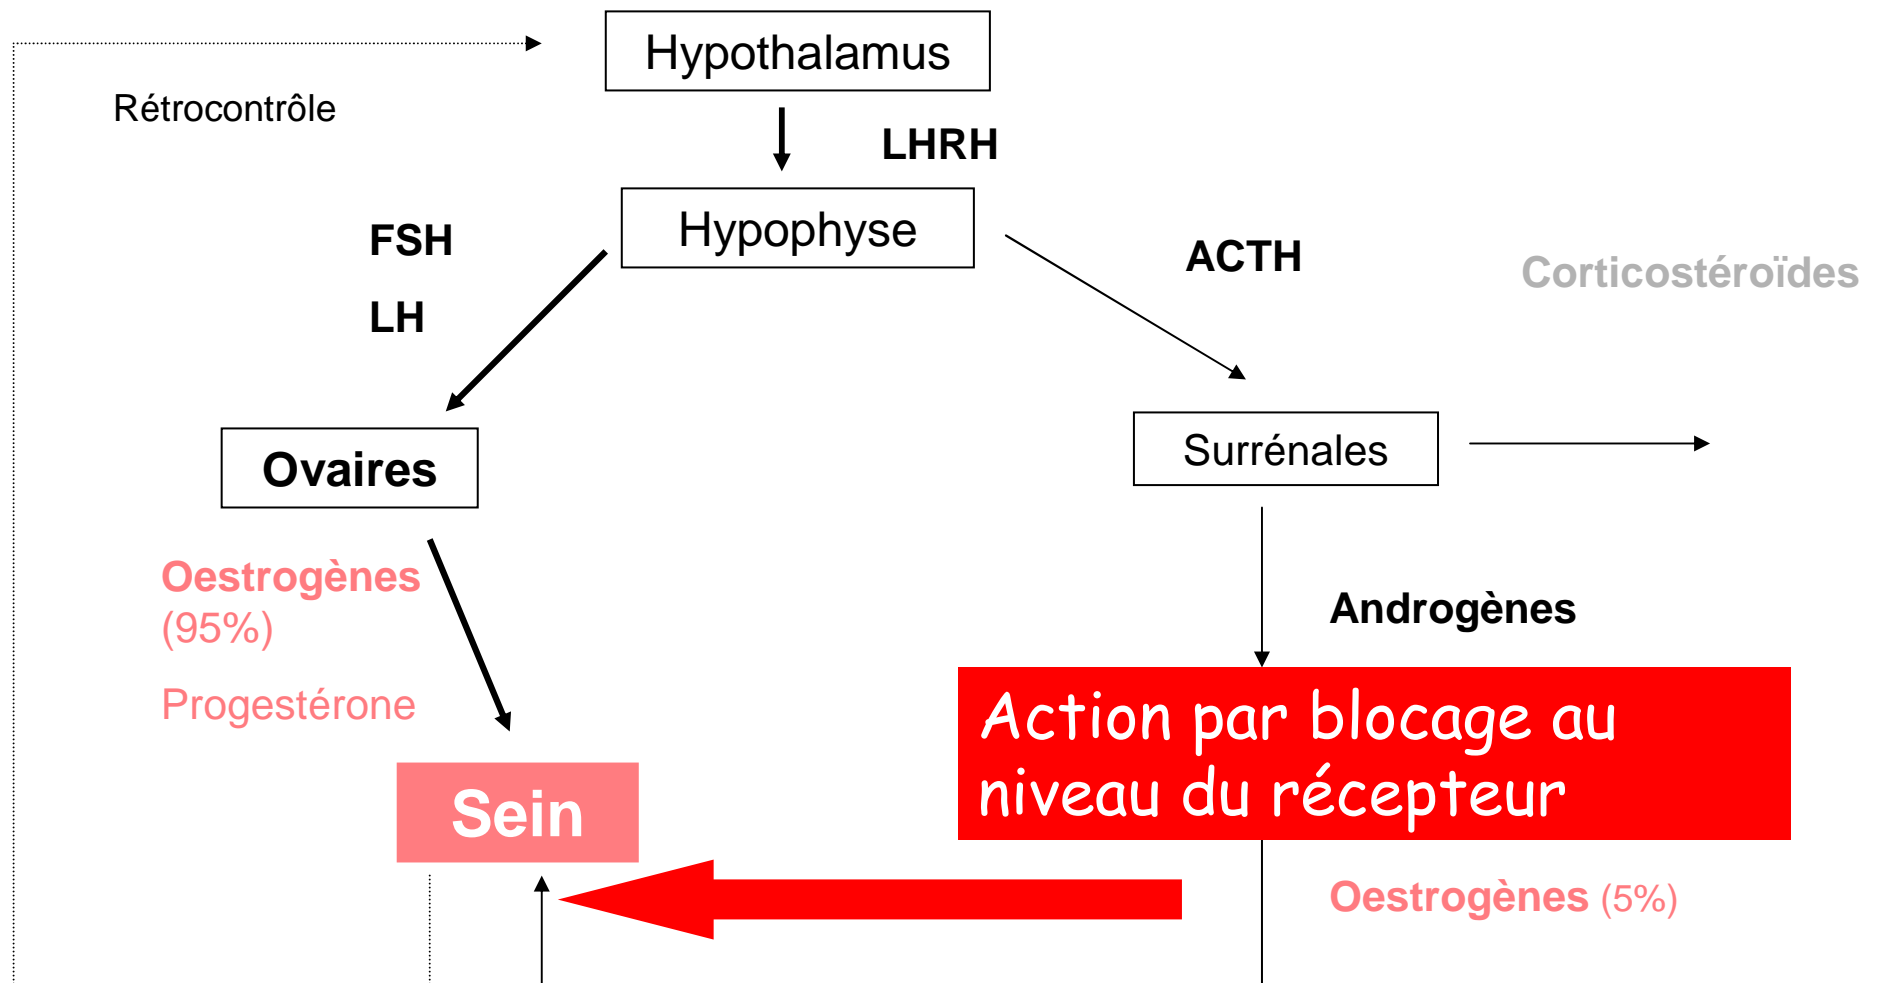 Hypothalamus
Rétrocontrôle
LHRH
Hypophyse
FSH
LH
ACTH
Corticostéroïdes
Ovaires
Surrénales
Oestrogènes
(95%)
Progestérone
Androgènes
Action par blocage au
niveau du récepteur
Sein
Oestrogènes (5%)